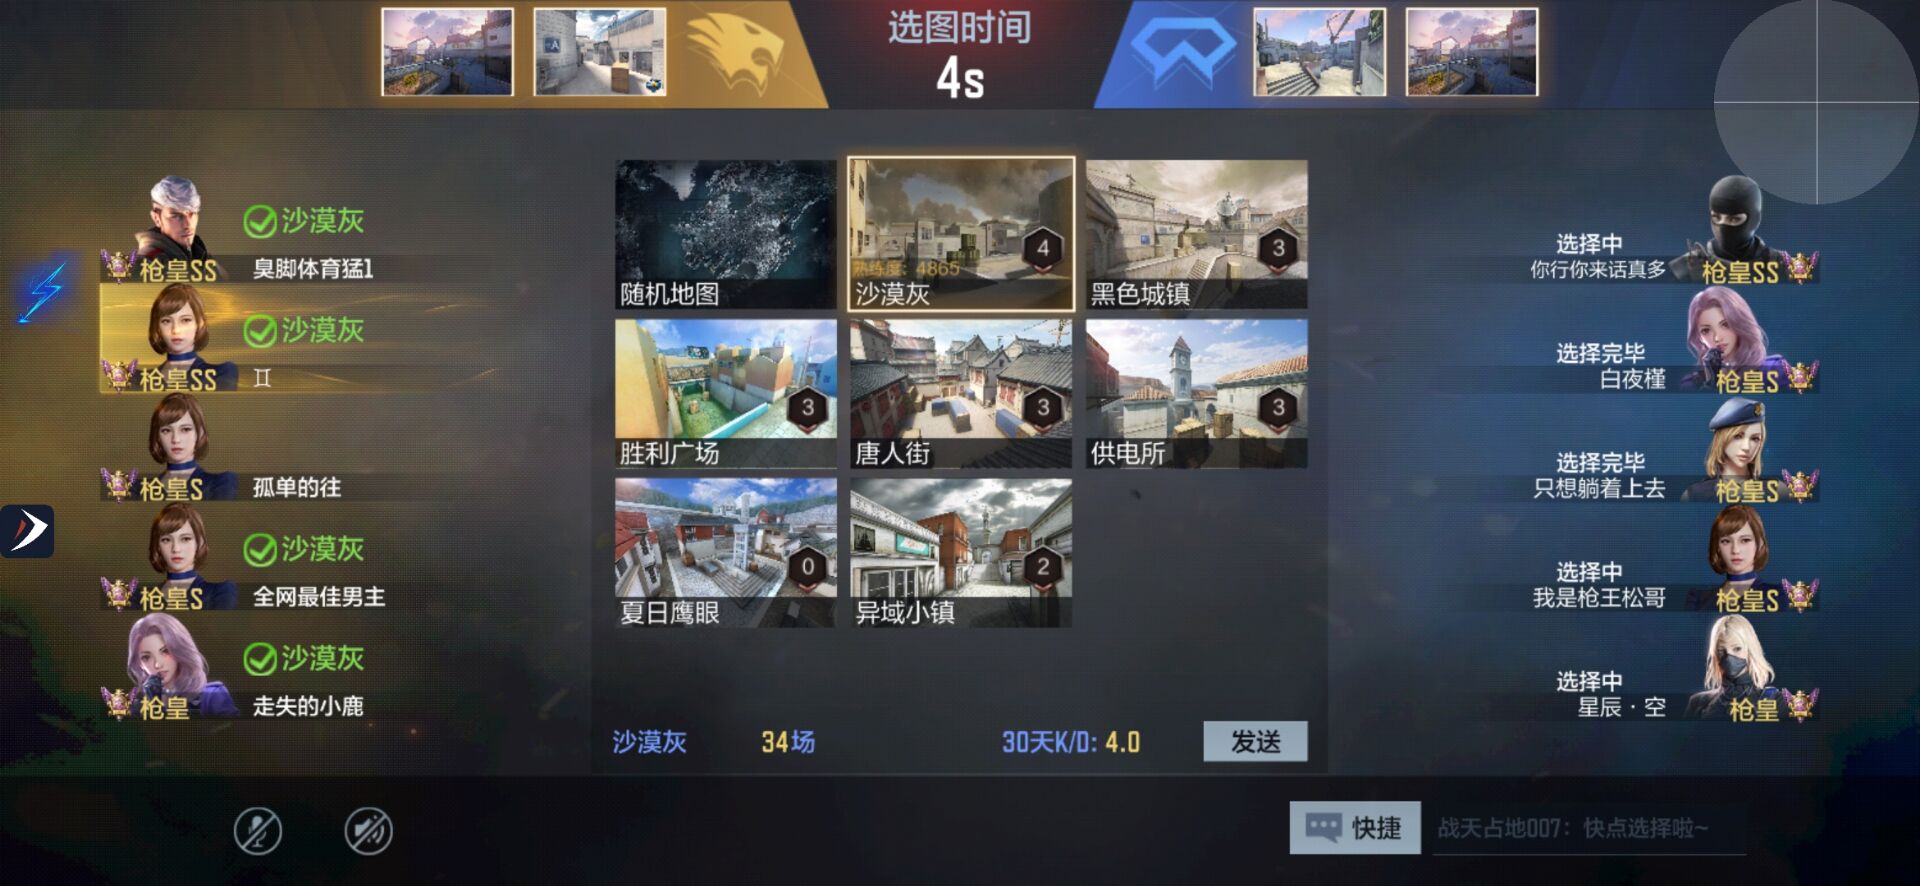 选图时间
4s
沙漠灰
枪皇SS 臭脚体育猛1
沙漠灰
枪皇SS 工
枪皇S 孤单的往
沙漠灰
枪皇S 全网最佳男主
沙漠灰
枪皇 走失的小鹿
随机地图
4
熟练度：4865
沙漠灰
3
黑色城镇
3
胜利广场
3
唐人街
3
供电所
0
夏日鹰眼
2
异域小镇
沙漠灰 34场 30天K/D: 4.0 发送
选择中
你行你来话真多 枪皇SS
选择完毕
白夜槿 枪皇S
选择完毕
只想躺着上去 枪皇S
选择中
我是枪王松哥 枪皇S
选择中
星辰·空 枪皇
快捷 战天占地007：快点选择啦~